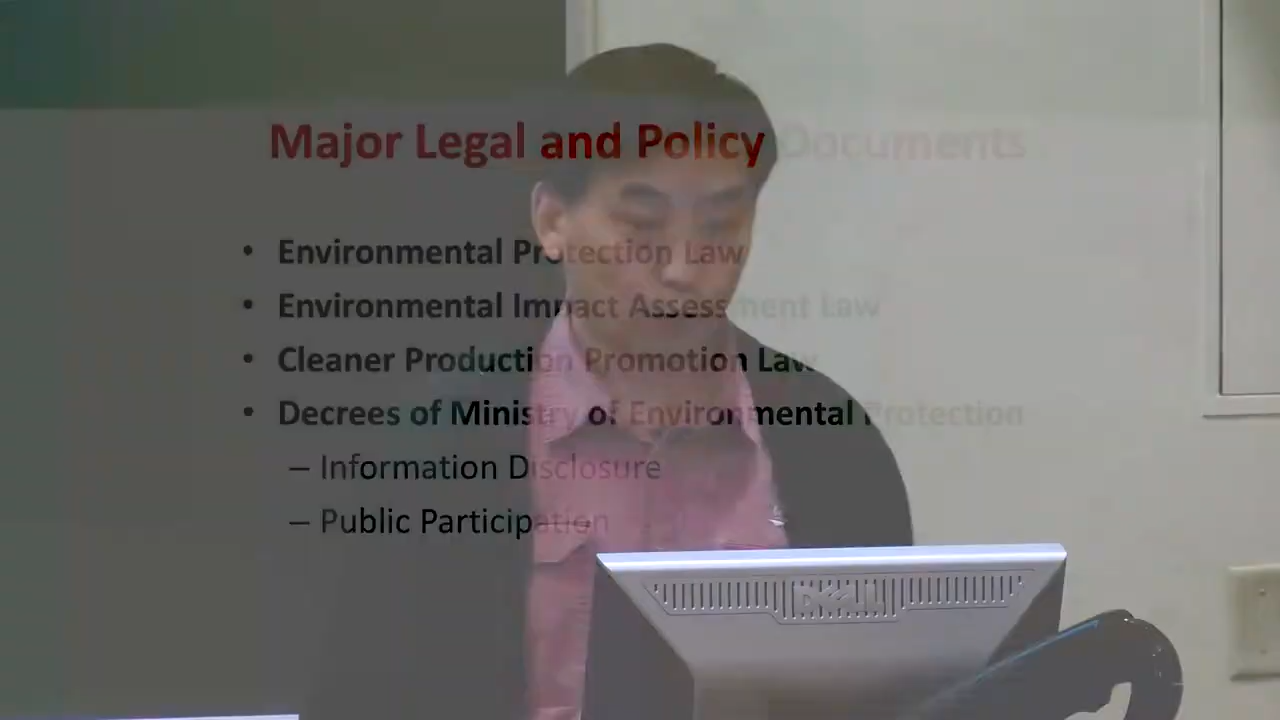 Major Legal and Policy Documents
• Environmental Protection Law
• Environmental Impact Assessment Law
• Cleaner Production Promotion Law
• Decrees of Ministry of Environmental Protection
– Information Disclosure
– Public Participation
DELL